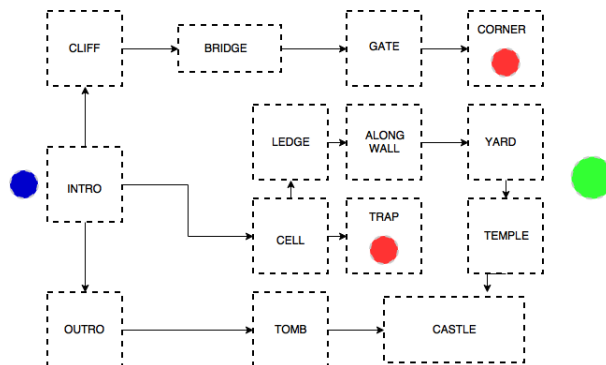 CLIFF
BRIDGE
GATE
CORNER
LEDGE
ALONG
WALL
YARD
INTRO
CELL
TRAP
TEMPLE
OUTRO
TOMB
CASTLE